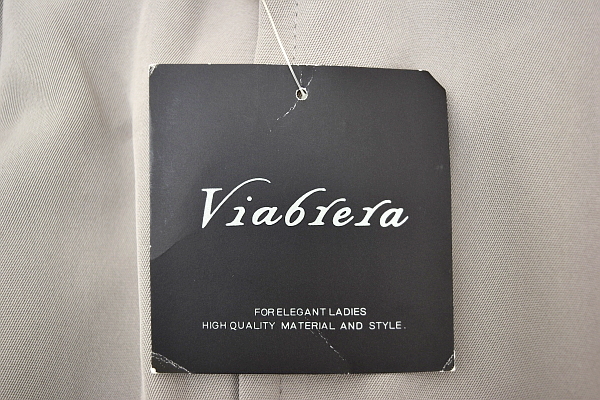 Viabrera
FOR ELEGANT LADIES
HIGH QUALITY MATERIAL AND STYLE.